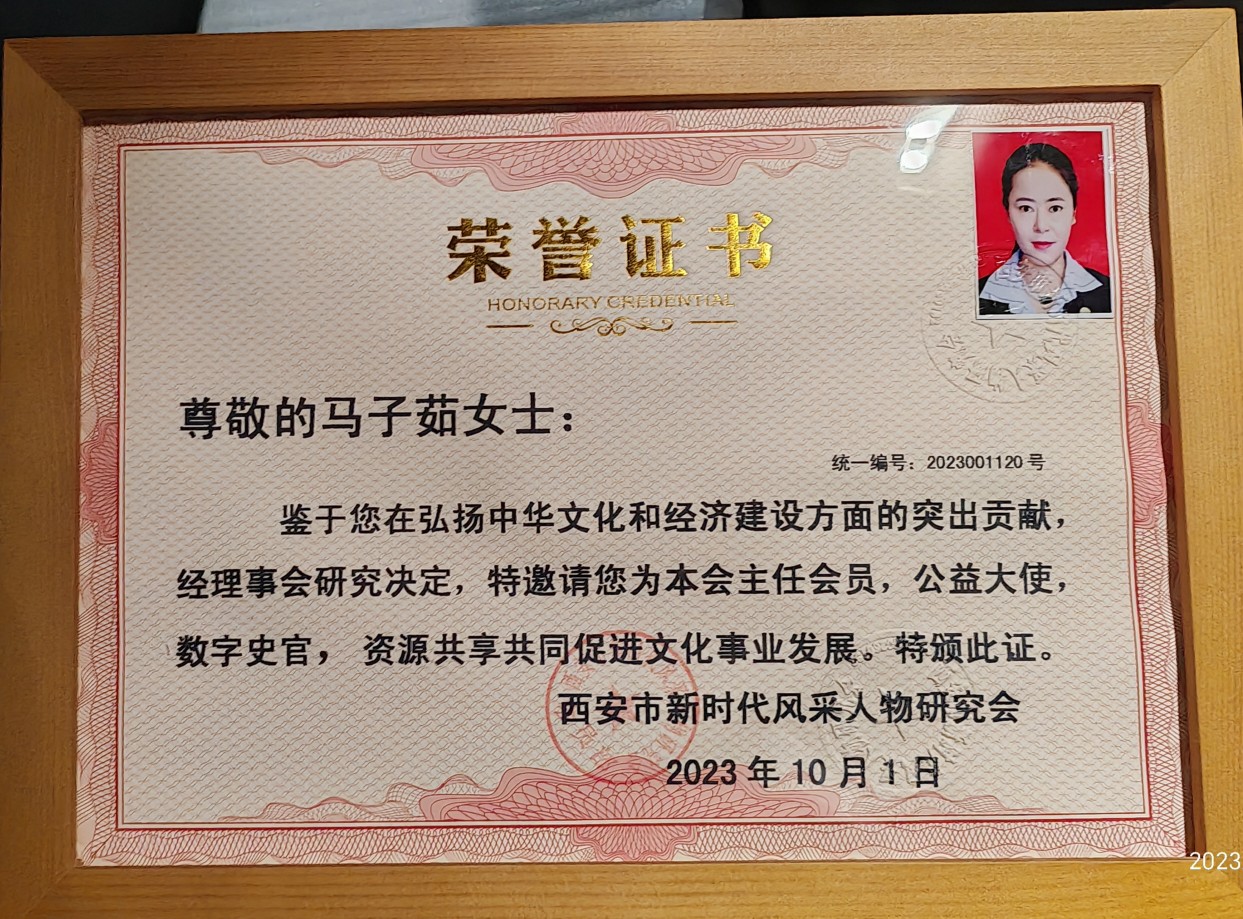 荣誉证书
HONORARY CREDENTIAL
尊敬的马子茹女士：
统一编号：2023001120号
鉴于您在弘扬中华文化和经济建设方面的突出贡献，
经理事会研究决定，特邀请您为本会主任会员，公益大使，
数字史官， 资源共享共同促进文化事业发展。特颁此证。
西安市新时代风采人物研究会
2023年10月1日
2023